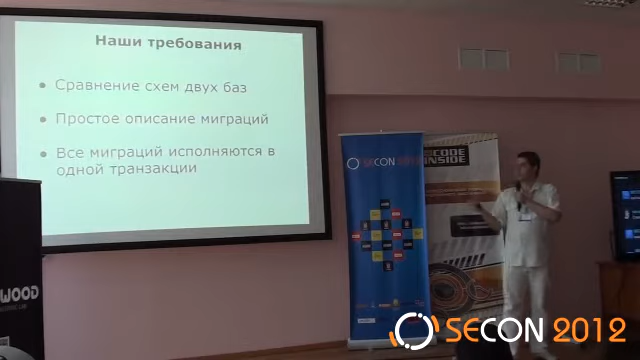 Наши требования
● Сравнение схем двух баз
● Простое описание миграций
● Все миграций исполняются в
одной транзакции
SECON 2012
CODE
INSIDE
WOOD
SECON 2012